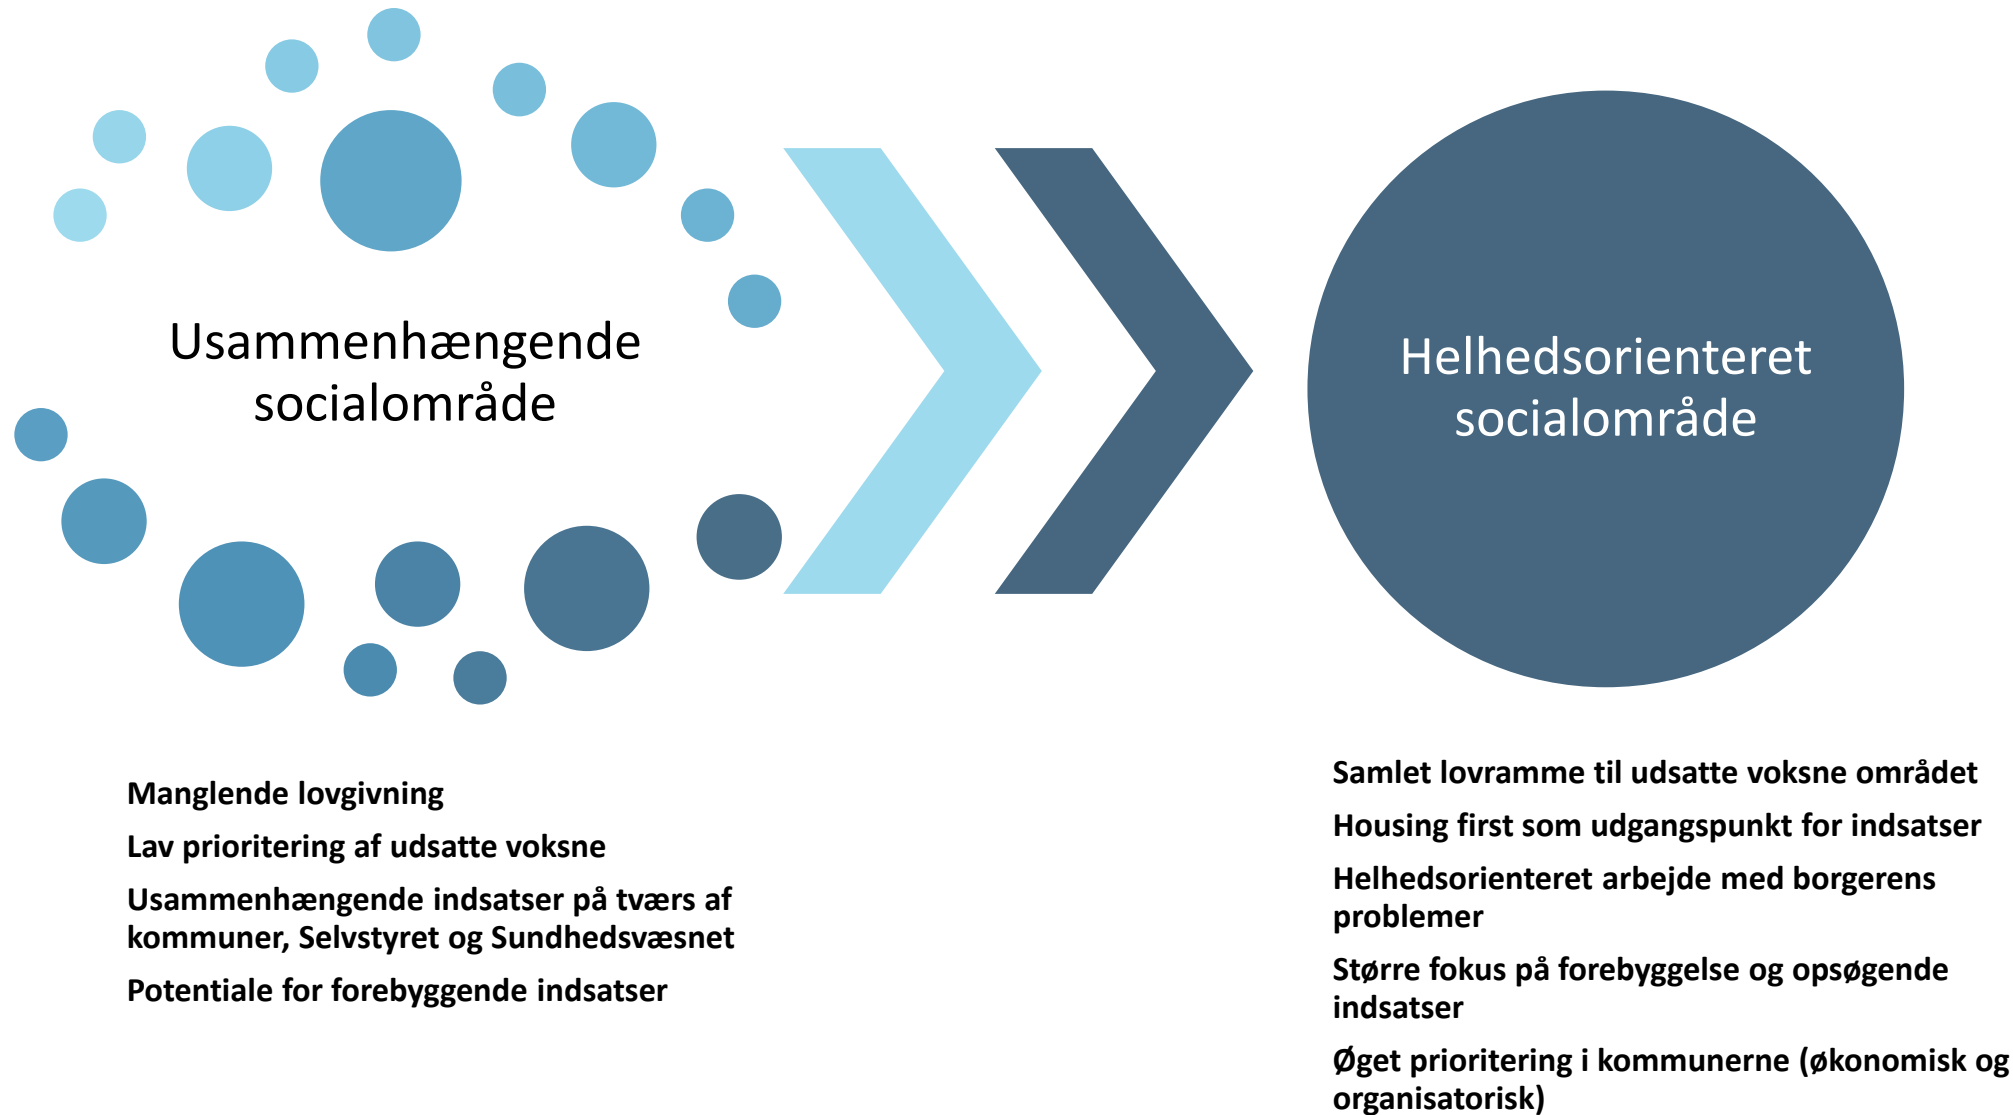 Usammenhængende
socialområde
Helhedsorienteret
socialområde
Manglende lovgivning
Lav prioritering af udsatte voksne
Usammenhængende indsatser på tværs af
kommuner, Selvstyret og Sundhedsvæsnet
Potentiale for forebyggende indsatser
Samlet lovramme til udsatte voksne området
Housing first som udgangspunkt for indsatser
Helhedsorienteret arbejde med borgerens
problemer
Større fokus på forebyggelse og opsøgende
indsatser
Øget prioritering i kommunerne (økonomisk og
organisatorisk)